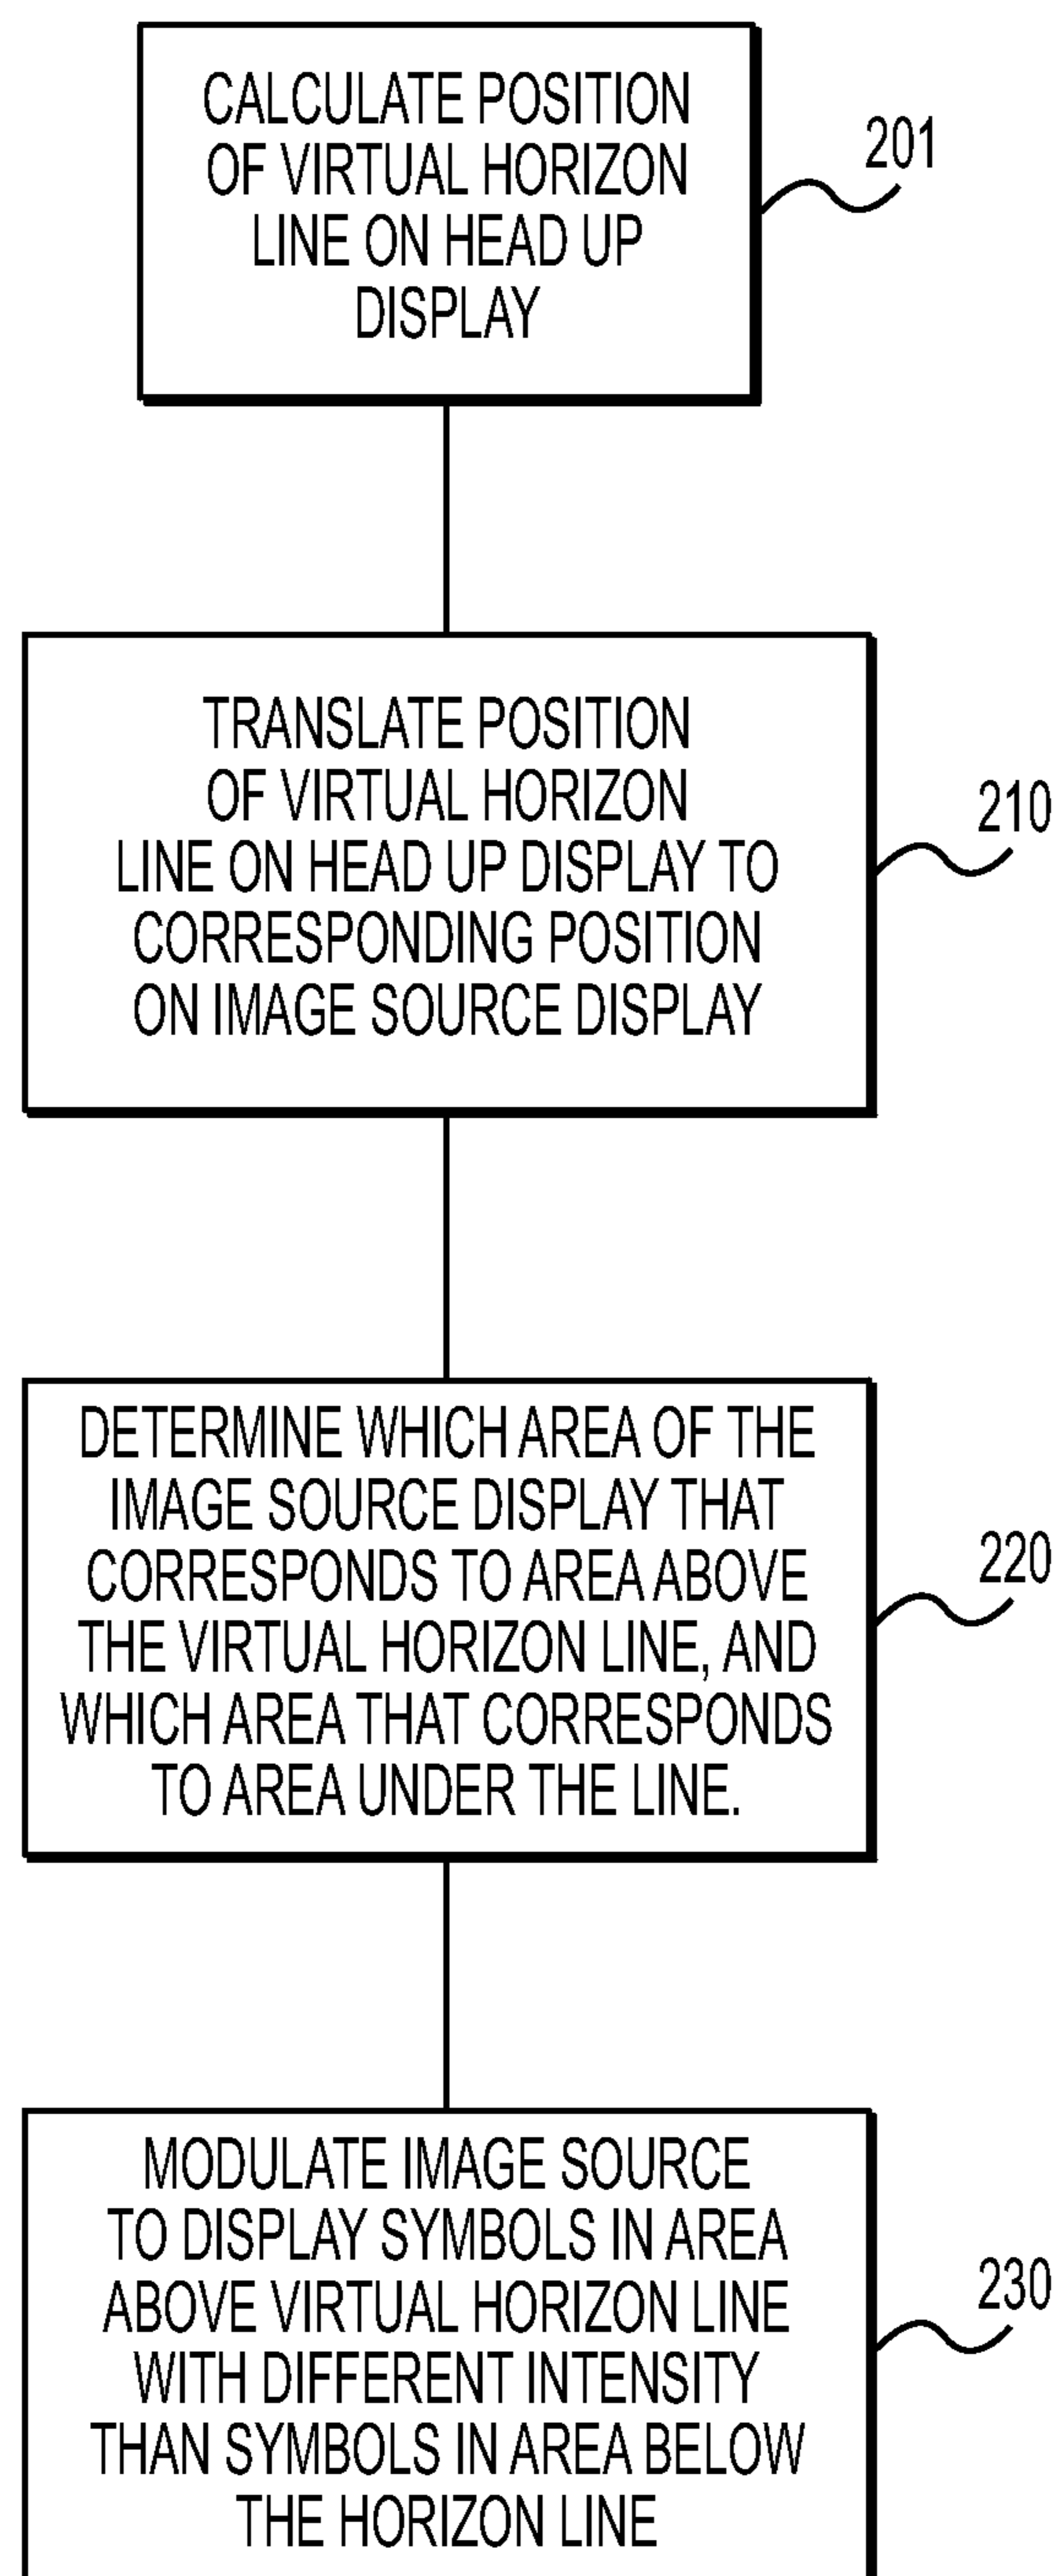 CALCULATE POSITION
OF VIRTUAL HORIZON
LINE ON HEAD UP
DISPLAY
201
TRANSLATE POSITION
OF VIRTUAL HORIZON
LINE ON HEAD UP DISPLAY TO
CORRESPONDING POSITION
ON IMAGE SOURCE DISPLAY
210
DETERMINE WHICH AREA OF THE
IMAGE SOURCE DISPLAY THAT
CORRESPONDS TO AREA ABOVE
THE VIRTUAL HORIZON LINE, AND
WHICH AREA THAT CORRESPONDS
TO AREA UNDER THE LINE.
220
MODULATE IMAGE SOURCE
TO DISPLAY SYMBOLS IN AREA
ABOVE VIRTUAL HORIZON LINE
WITH DIFFERENT INTENSITY
THAN SYMBOLS IN AREA BELOW
THE HORIZON LINE
230